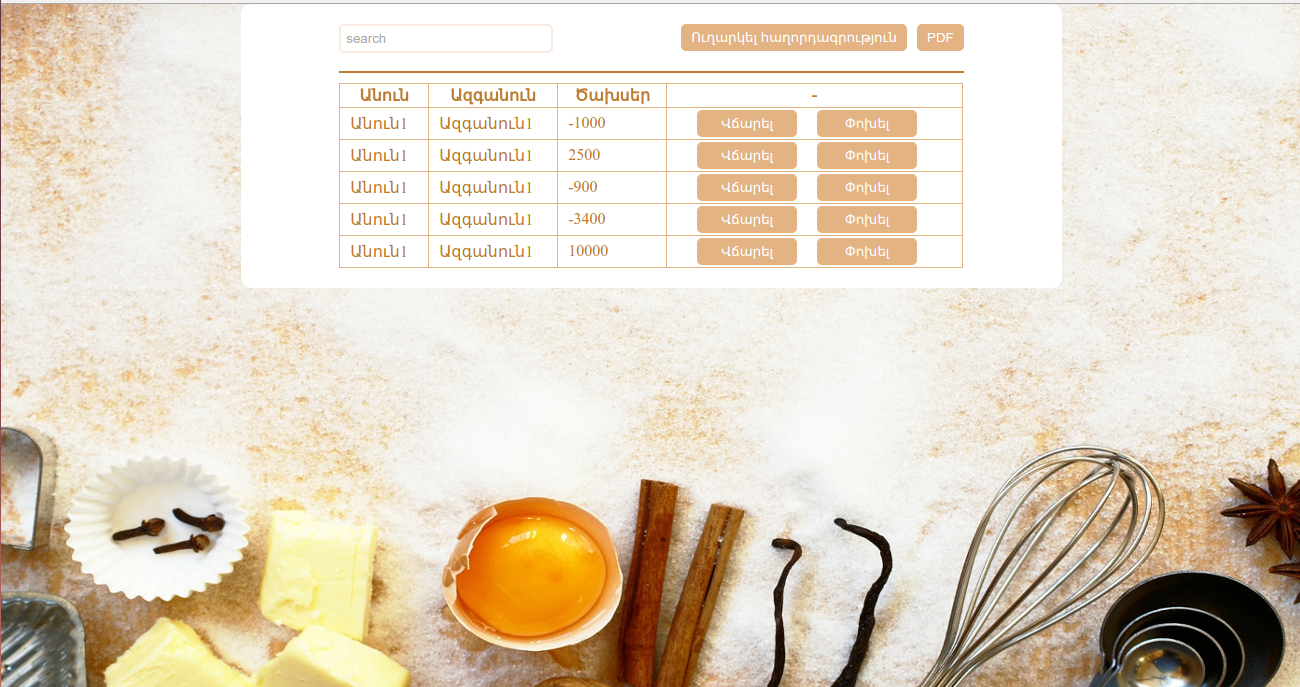 search Ուղարկել հաղորդագրություն PDF
Անուն Ազգանուն Ծախսեր -
Անուն1 Ազգանուն1 -1000 Վճարել Փոխել
Անուն1 Ազգանուն1 2500 Վճարել Փոխել
Անուն1 Ազգանուն1 -900 Վճարել Փոխել
Անուն1 Ազգանուն1 -3400 Վճարել Փոխել
Անուն1 Ազգանուն1 10000 Վճարել Փոխել